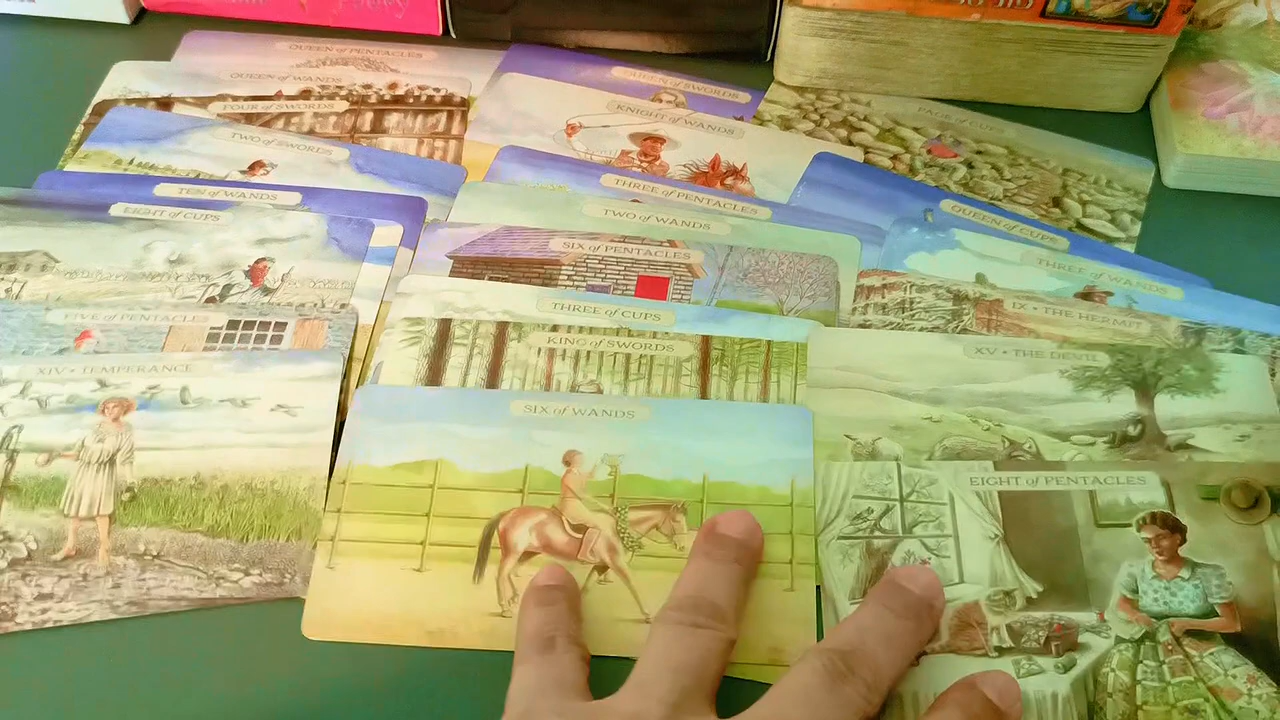 QUEEN of PENTACLES
QUEEN of WANDS
FOUR of SWORDS
TWO of SWORDS
TEN of WANDS
EIGHT of CUPS
FIVE of PENTACLES
XIV • TEMPERANCE
QUEEN of SWORDS
KNIGHT of WANDS
THREE of PENTACLES
TWO of WANDS
SIX of PENTACLES
THREE of CUPS
KING of SWORDS
SIX of WANDS
PAGE of CUPS
QUEEN of CUPS
THREE of WANDS
IX • THE HERMIT
XV • THE DEVIL
EIGHT of PENTACLES